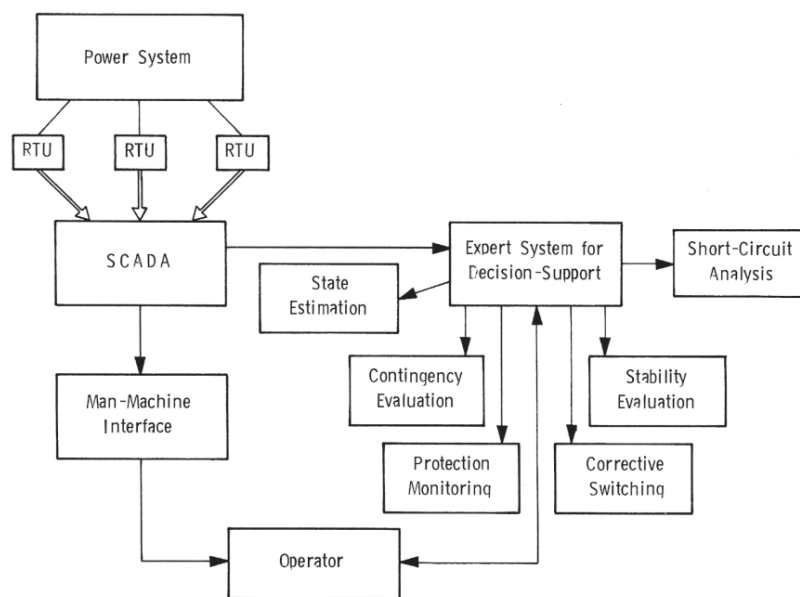 Power System
RTU
RTU
RTU
SCADA
Expert System for
Decision-Support
Short-Circuit
Analysis
State
Estimation
Contingency
Evaluation
Stability
Evaluation
Man-Machine
Interface
Protection
Monitoring
Corrective
Switching
Operator